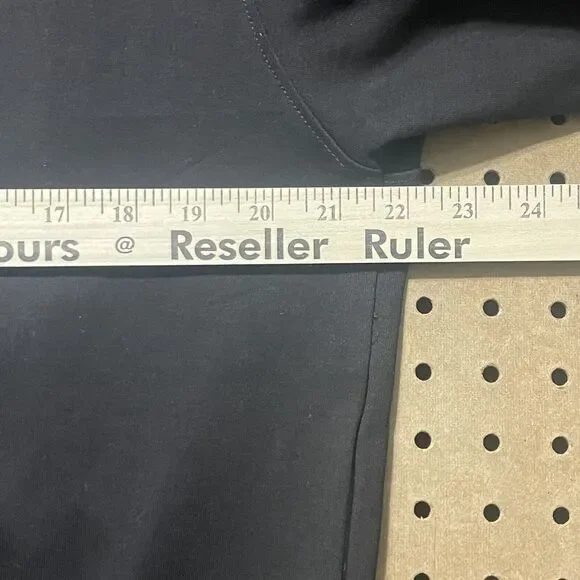 17 18 19 20 21 22 23 24
ours @ Reseller Ruler